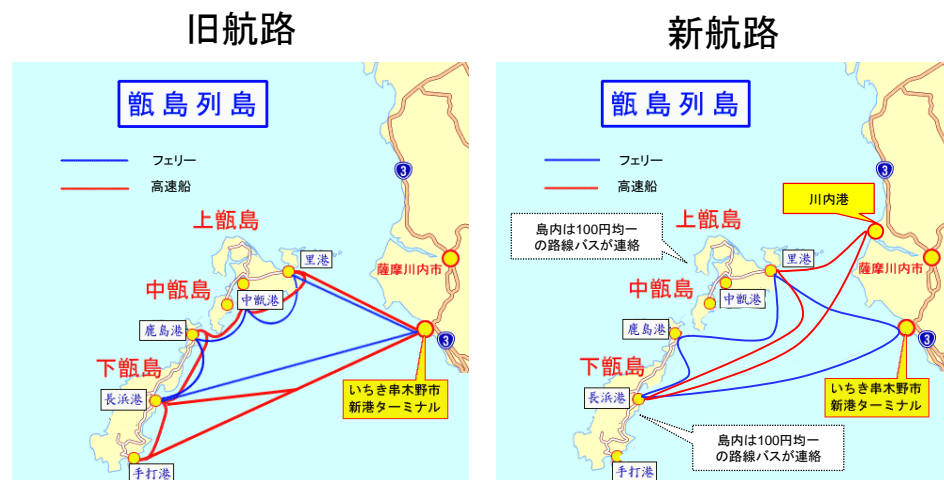 旧航路
甑島列島
フェリー
高速船
3
上甑島
里港
薩摩川内市
中甑島
中甑港
鹿島港
3
下甑島
長浜港
いちき串木野市
新港ターミナル
手打港
新航路
甑島列島
フェリー
3
高速船
川内港
島内は100円均一
の路線バスが連絡
上甑島
里港
薩摩川内市
中甑島
中甑港
鹿島港
3
下甑島
長浜港
いちき串木野市
新港ターミナル
島内は100円均一
の路線バスが連絡
手打港